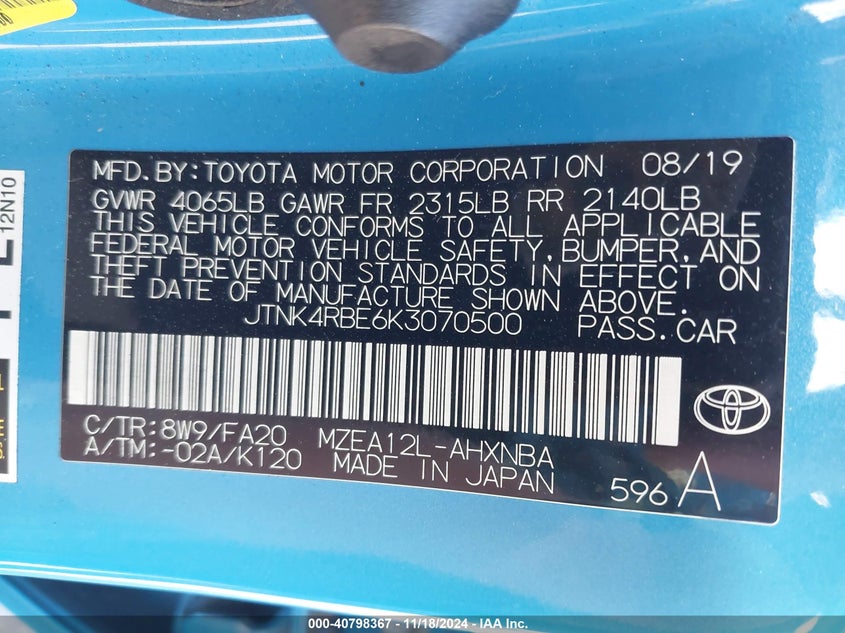 MFD.BY:TOYOTA MOTOR CORPORATION 08/19
GVWR 4065LB GAWR FR 2315LB RR 2140LB
THIS VEHICLE CONFORMS TO ALL APPLICABLE
FEDERAL MOTOR VEHICLE SAFETY,BUMPER,AND
THEFT PREVENTION STANDARDS IN EFFECT ON
THE DATE OF MANUFACTURE SHOWN ABOVE.
JTNK4RBE6K3070500 PASS.CAR
C/TR:8W9/FA20 MZEA12L-AHXNBA
A/TM:-02A/K120 MADE IN JAPAN
596 A
12N10
000-40798367 - 11/18/2024 - IAA Inc.